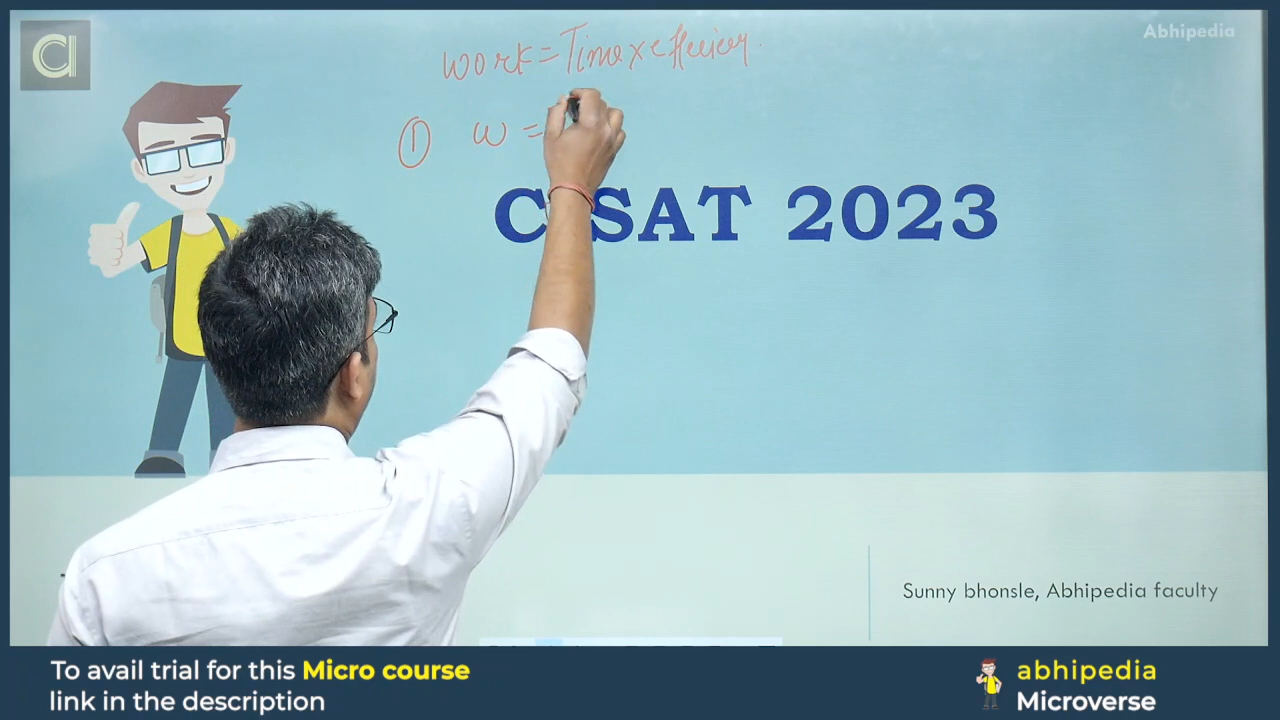 Abhipedia
Work = Time x efficiency.
① w =
CSAT 2023
Sunny bhonsle, Abhipedia faculty
To avail trial for this Micro course
link in the description
abhipedia
Microverse